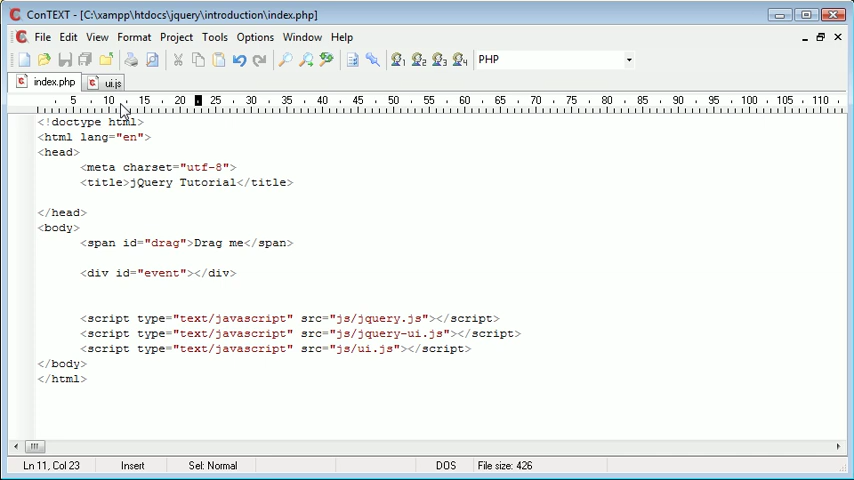 ConTEXT - [C:\xampp\htdocs\jquery\introduction\index.php]
File Edit View Format Project Tools Options Window Help
1 2 3 4 PHP
index.php ui.js
5 10 15 20 25 30 35 40 45 50 55 60 65 70 75 80 85 90 95 100 105 110
<!doctype html>
<html lang="en">
<head>
<meta charset="utf-8">
<title>jQuery Tutorial</title>
</head>
<body>
<span id="drag">Drag me</span>
<div id="event"></div>
<script type="text/javascript" src="js/jquery.js"></script>
<script type="text/javascript" src="js/jquery-ui.js"></script>
<script type="text/javascript" src="js/ui.js"></script>
</body>
</html>
Ln 11, Col 23 Insert Sel: Normal DOS File size: 426